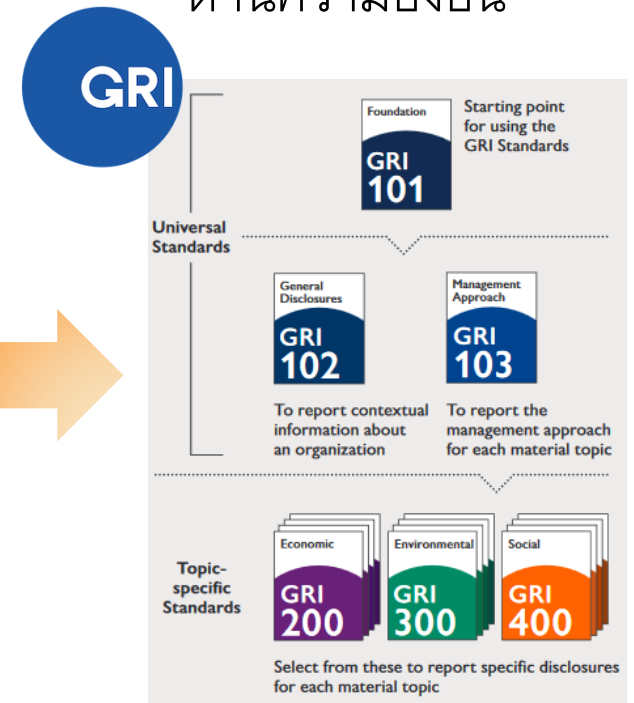 GRI
Foundation
GRI
101
Starting point
for using the
GRI Standards
Universal
Standards
General
Disclosures
GRI
102
Management
Approach
GRI
103
To report contextual
information about
an organization
To report the
management approach
for each material topic
Topic-
specific
Standards
Economic
GRI
200
Environmental
GRI
300
Social
GRI
400
Select from these to report specific disclosures
for each material topic